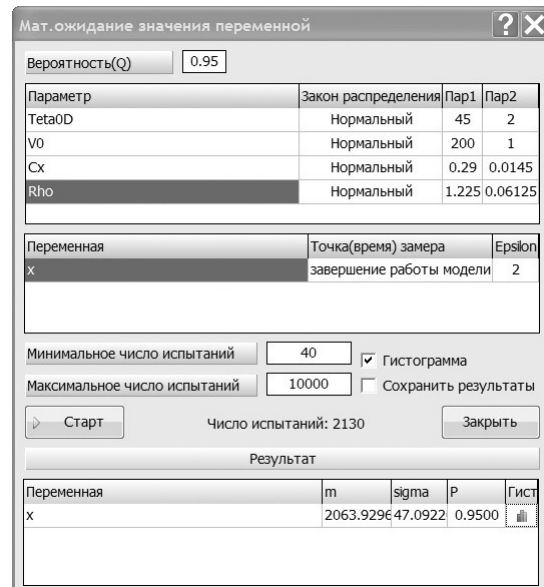 Мат.ожидание значения переменной
Вероятность(Q) 0.95
Параметр Закон распределения Пар1 Пар2
Teta0D Нормальный 45 2
V0 Нормальный 200 1
Cx Нормальный 0.29 0.0145
Rho Нормальный 1.225 0.06125
Переменная Точка(время) замера Epsilon
x завершение работы модели 2
Минимальное число испытаний 40 Гистограмма
Максимальное число испытаний 10000 Сохранить результаты
Старт Число испытаний: 2130 Закрыть
Результат
Переменная m sigma P Гист
x 2063.9296 47.0922 0.9500